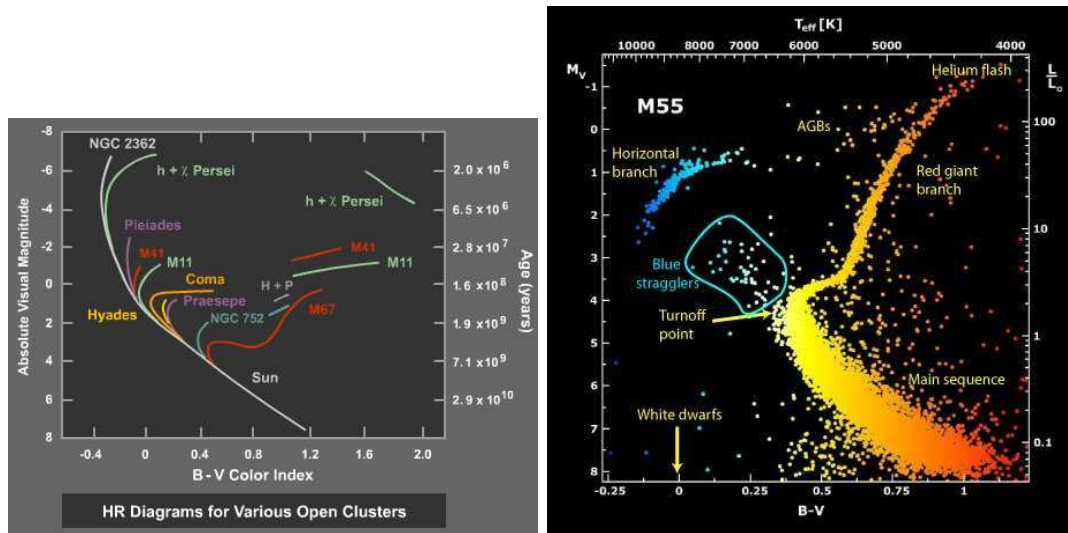 NGC 2362
h + χ Persei
h + χ Persei
Pleiades
M41
M11
M41
M11
Coma
H + P
Praesepe
M67
Hyades
NGC 752
Sun
-8
-6
-4
-2
0
2
4
6
8
Absolute Visual Magnitude
2.0 x 10⁶
6.5 x 10⁶
2.8 x 10⁷
1.6 x 10⁸
1.9 x 10⁹
7.1 x 10⁹
2.9 x 10¹⁰
Age (years)
-0.4 0 0.4 0.8 1.2 1.6 2.0
B - V Color Index
HR Diagrams for Various Open Clusters
T_eff [K]
10000 8000 7000 6000 5000 4000
M_V
L/L_o
-1
0
1
2
3
4
5
6
7
8
100
10
1
0.1
M55
Helium flash
AGBs
Horizontal
branch
Red giant
branch
Blue
stragglers
Turnoff
point
Main sequence
White dwarfs
-0.25 0 0.25 0.5 0.75 1
B-V